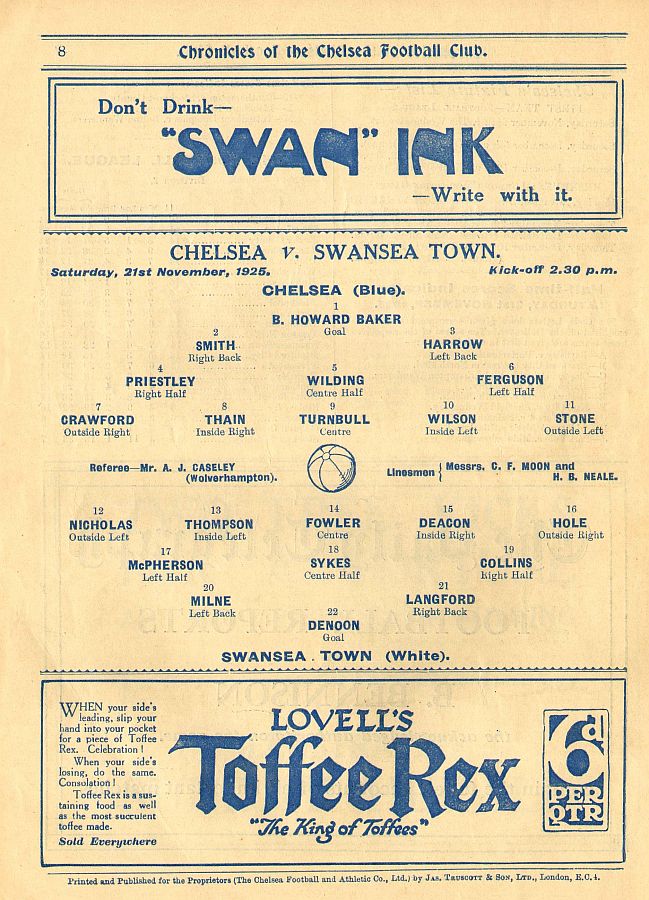 8
Chronicles of the Chelsea Football Club.
Don't Drink—
"SWAN" INK
—Write with it.
CHELSEA v. SWANSEA TOWN.
Saturday, 21st November, 1925. Kick-off 2.30 p.m.
CHELSEA (Blue).
1
B. HOWARD BAKER
Goal
2 3
SMITH HARROW
Right Back Left Back
4 5 6
PRIESTLEY WILDING FERGUSON
Right Half Centre Half Left Half
7 8 9 10 11
CRAWFORD THAIN TURNBULL WILSON STONE
Outside Right Inside Right Centre Inside Left Outside Left
Referee—Mr. A. J. CASELEY
(Wolverhampton).
Linesmen { Messrs. C. F. MOON and
H. B. NEALE.
12 13 14 15 16
NICHOLAS THOMPSON FOWLER DEACON HOLE
Outside Left Inside Left Centre Inside Right Outside Right
17 18 19
McPHERSON SYKES COLLINS
Left Half Centre Half Right Half
20 21
MILNE LANGFORD
Left Back Right Back
22
DENOON
Goal
SWANSEA . TOWN (White).
WHEN your side's
leading, slip your
hand into your pocket
for a piece of Toffee
Rex. Celebration!
When your side's
losing, do the same.
Consolation!
Toffee Rex is a sus-
taining food as well
as the most succulent
toffee made.
Sold Everywhere
LOVELL'S
Toffee Rex
"The King of Toffees"
6d
PER
QTR
Printed and Published for the Proprietors (The Chelsea Football and Athletic Co., Ltd.) by JAS. TRUSCOTT & SON, LTD., London, E.C. 4.